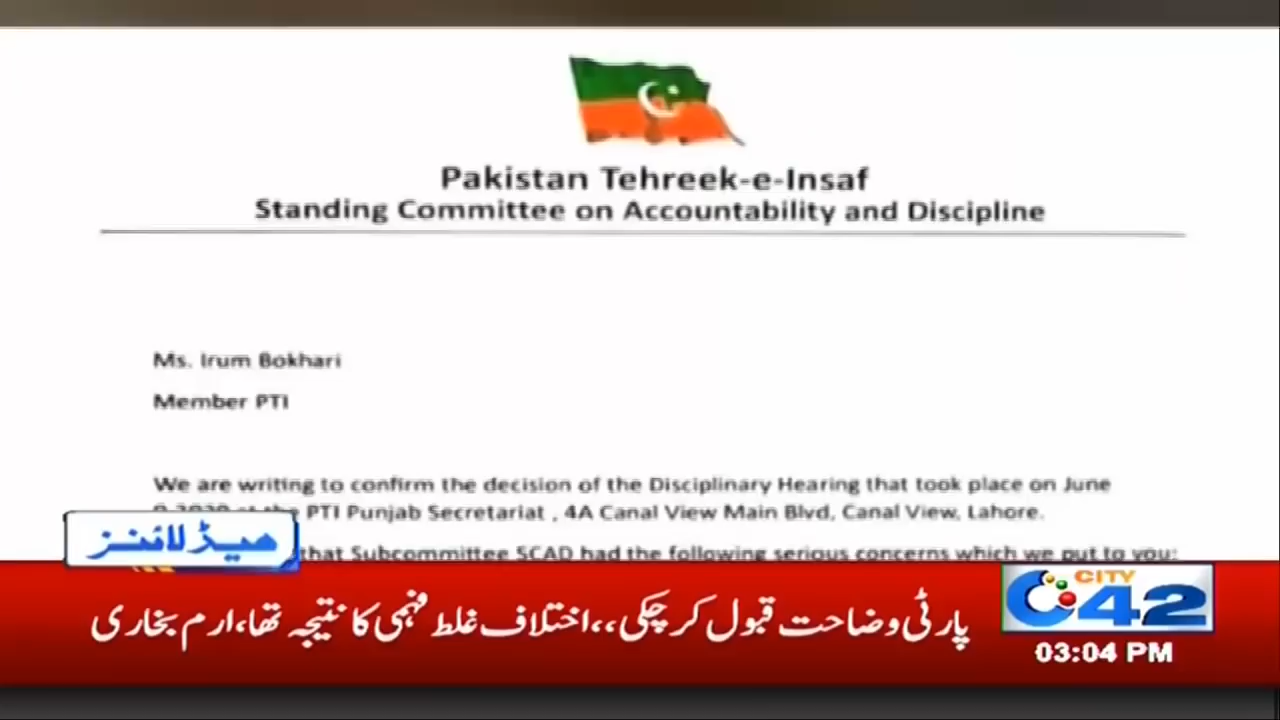 Pakistan Tehreek-e-Insaf
Standing Committee on Accountability and Discipline
Ms. Irum Bokhari
Member PTI
We are writing to confirm the decision of the Disciplinary Hearing that took place on June
PTI Punjab Secretariat , 4A Canal View Main Blvd, Canal View, Lahore.
that Subcommittee SCAD had the following serious concerns which we put to you:
ہیڈلائنز
پارٹی وضاحت قبول کر چکی،،اختلاف غلط فہمی کا نتیجہ تھا،ارم بخاری
CITY
42
03:04 PM